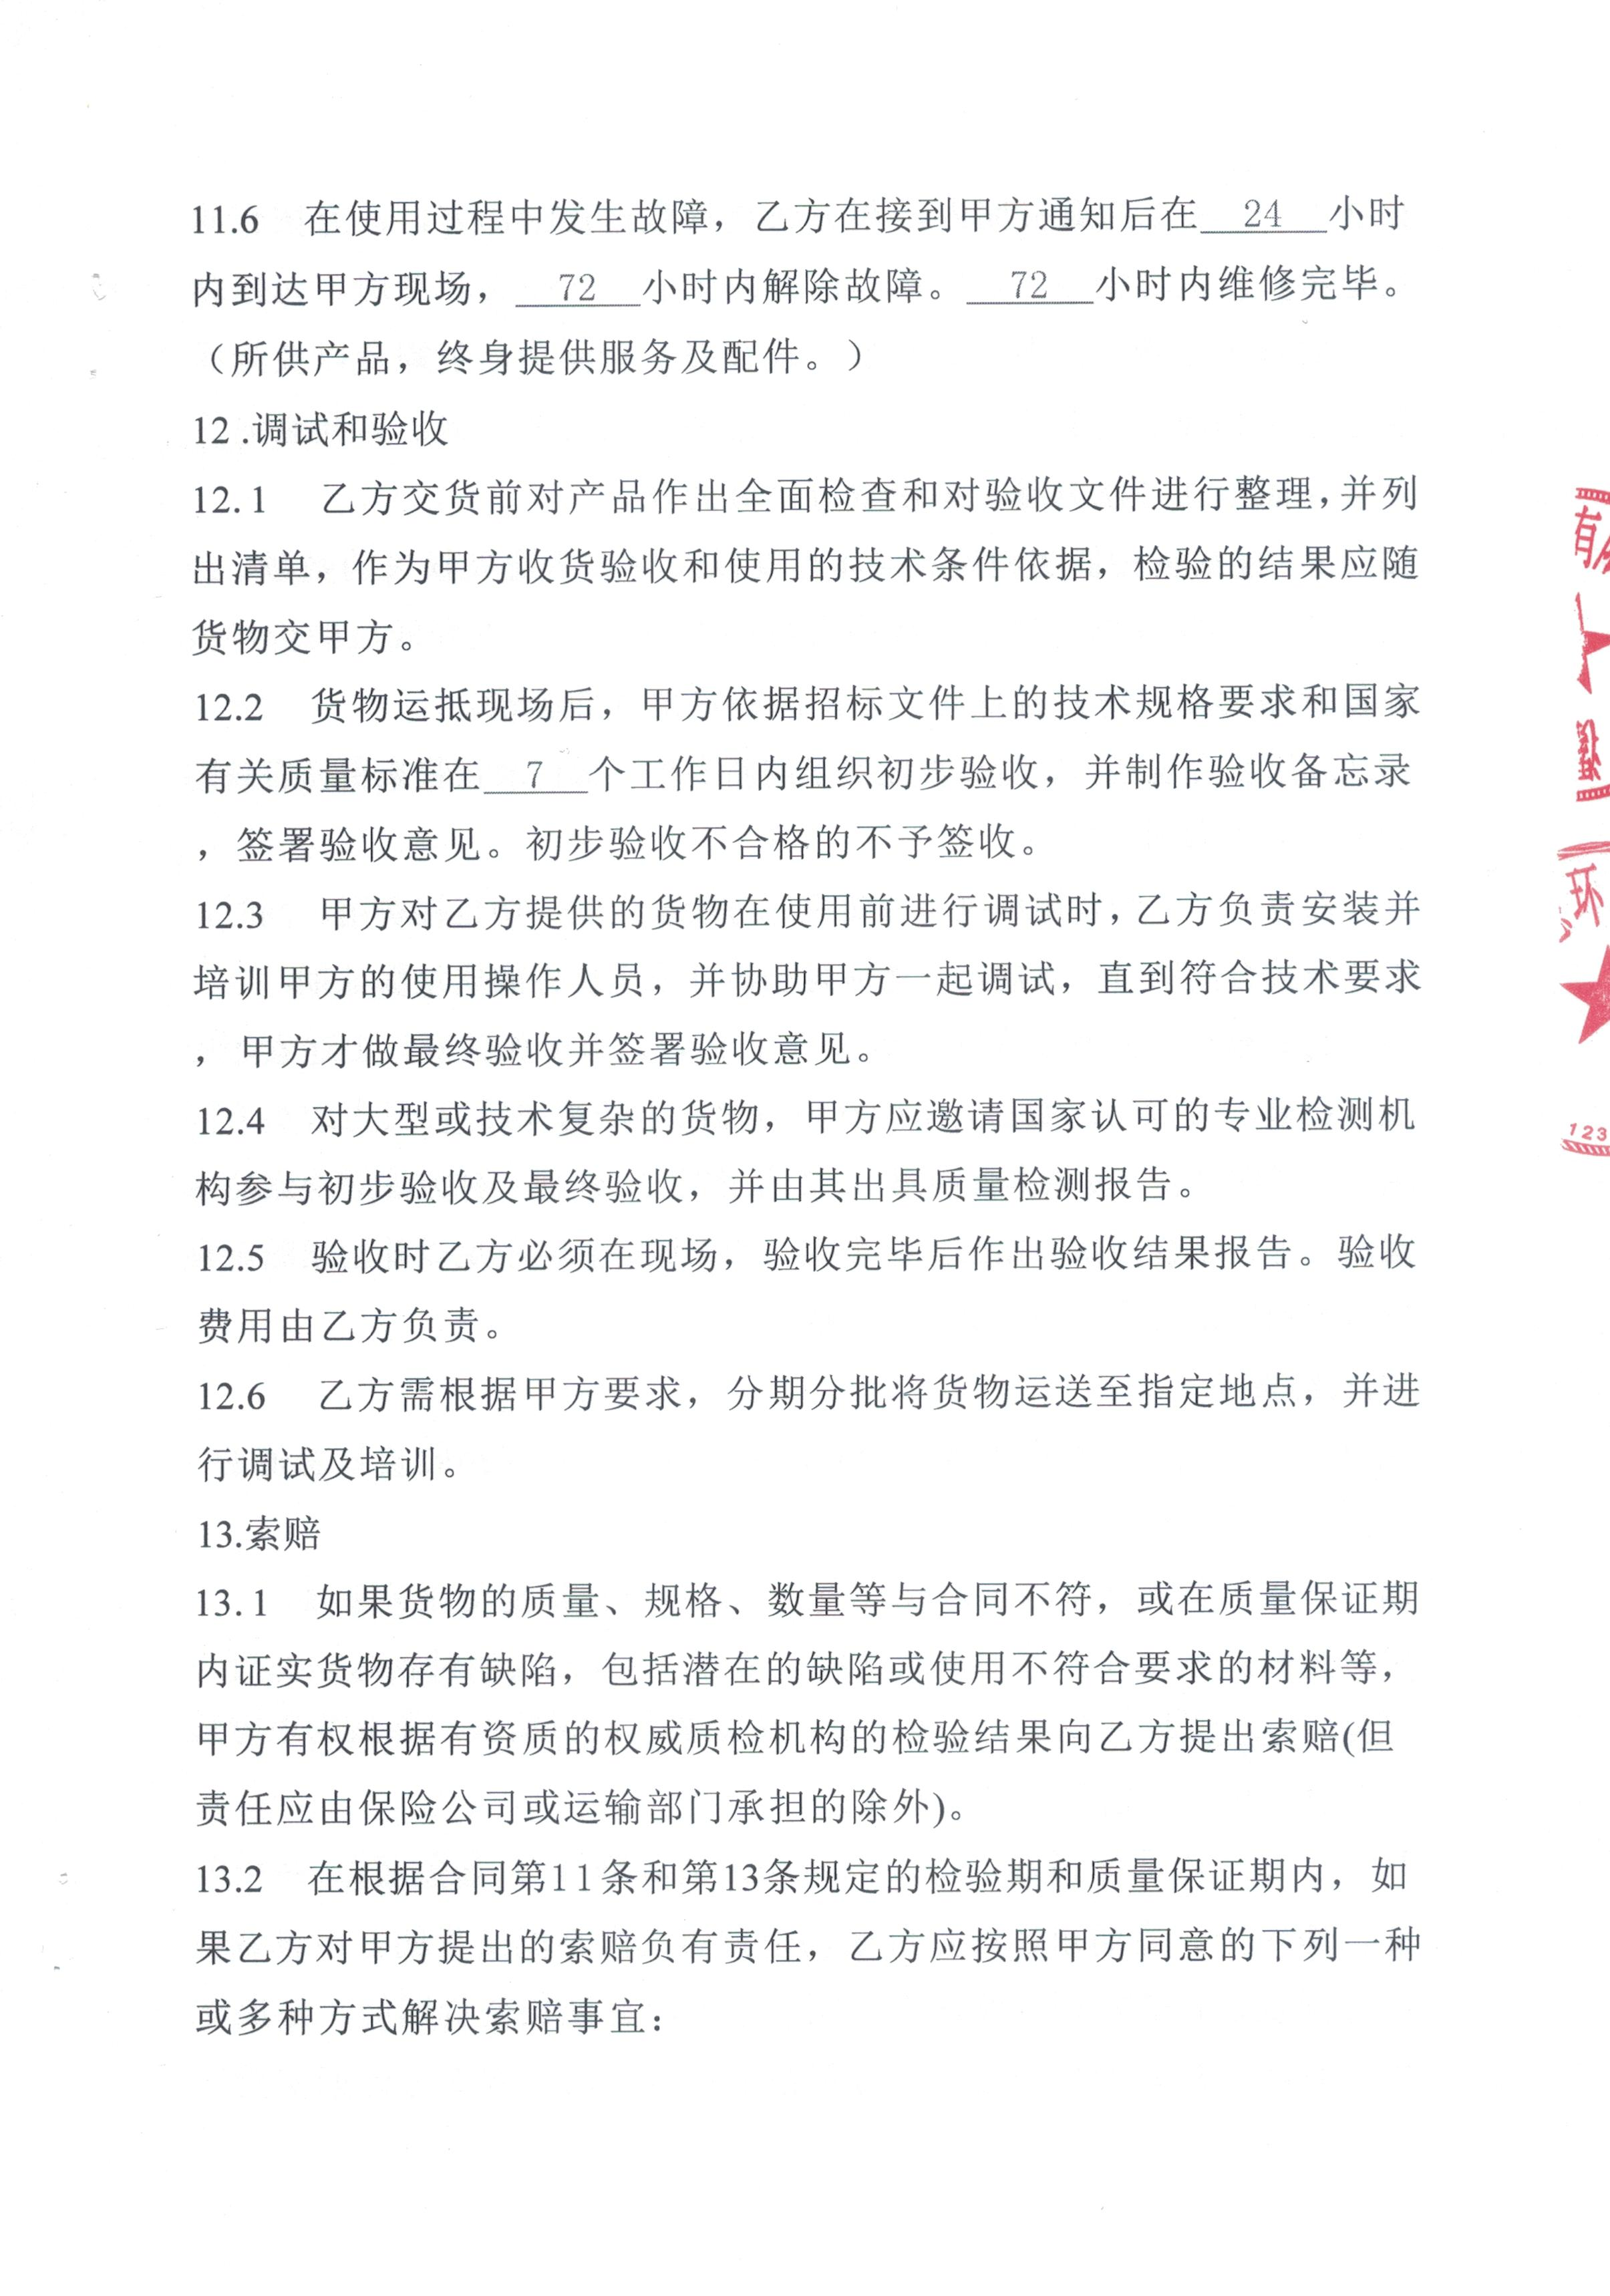 11.6 在使用过程中发生故障，乙方在接到甲方通知后在 24 小时
内到达甲方现场， 72 小时内解除故障。 72 小时内维修完毕。
（所供产品，终身提供服务及配件。）
12 .调试和验收
12.1 乙方交货前对产品作出全面检查和对验收文件进行整理，并列
出清单，作为甲方收货验收和使用的技术条件依据，检验的结果应随
货物交甲方。
12.2 货物运抵现场后，甲方依据招标文件上的技术规格要求和国家
有关质量标准在 7 个工作日内组织初步验收，并制作验收备忘录
，签署验收意见。初步验收不合格的不予签收。
12.3 甲方对乙方提供的货物在使用前进行调试时，乙方负责安装并
培训甲方的使用操作人员，并协助甲方一起调试，直到符合技术要求
，甲方才做最终验收并签署验收意见。
12.4 对大型或技术复杂的货物，甲方应邀请国家认可的专业检测机
构参与初步验收及最终验收，并由其出具质量检测报告。
12.5 验收时乙方必须在现场，验收完毕后作出验收结果报告。验收
费用由乙方负责。
12.6 乙方需根据甲方要求，分期分批将货物运送至指定地点，并进
行调试及培训。
13.索赔
13.1 如果货物的质量、规格、数量等与合同不符，或在质量保证期
内证实货物存有缺陷，包括潜在的缺陷或使用不符合要求的材料等，
甲方有权根据有资质的权威质检机构的检验结果向乙方提出索赔(但
责任应由保险公司或运输部门承担的除外)。
13.2 在根据合同第11条和第13条规定的检验期和质量保证期内，如
果乙方对甲方提出的索赔负有责任，乙方应按照甲方同意的下列一种
或多种方式解决索赔事宜：
有
环
123